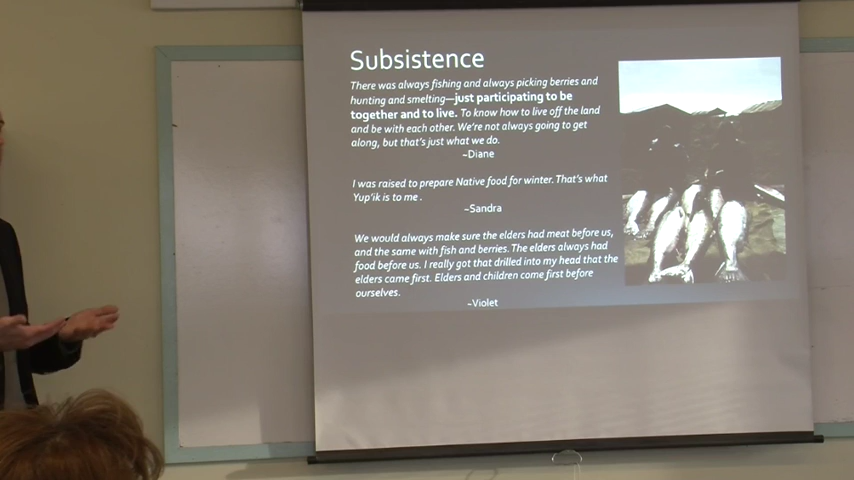 Subsistence
There was always fishing and always picking berries and
hunting and smelting—just participating to be
together and to live. To know how to live off the land
and be with each other. We're not always going to get
along, but that's just what we do.
~Diane
I was raised to prepare Native food for winter. That's what
Yup'ik is to me .
~Sandra
We would always make sure the elders had meat before us,
and the same with fish and berries. The elders always had
food before us. I really got that drilled into my head that the
elders came first. Elders and children come first before
ourselves.
~Violet